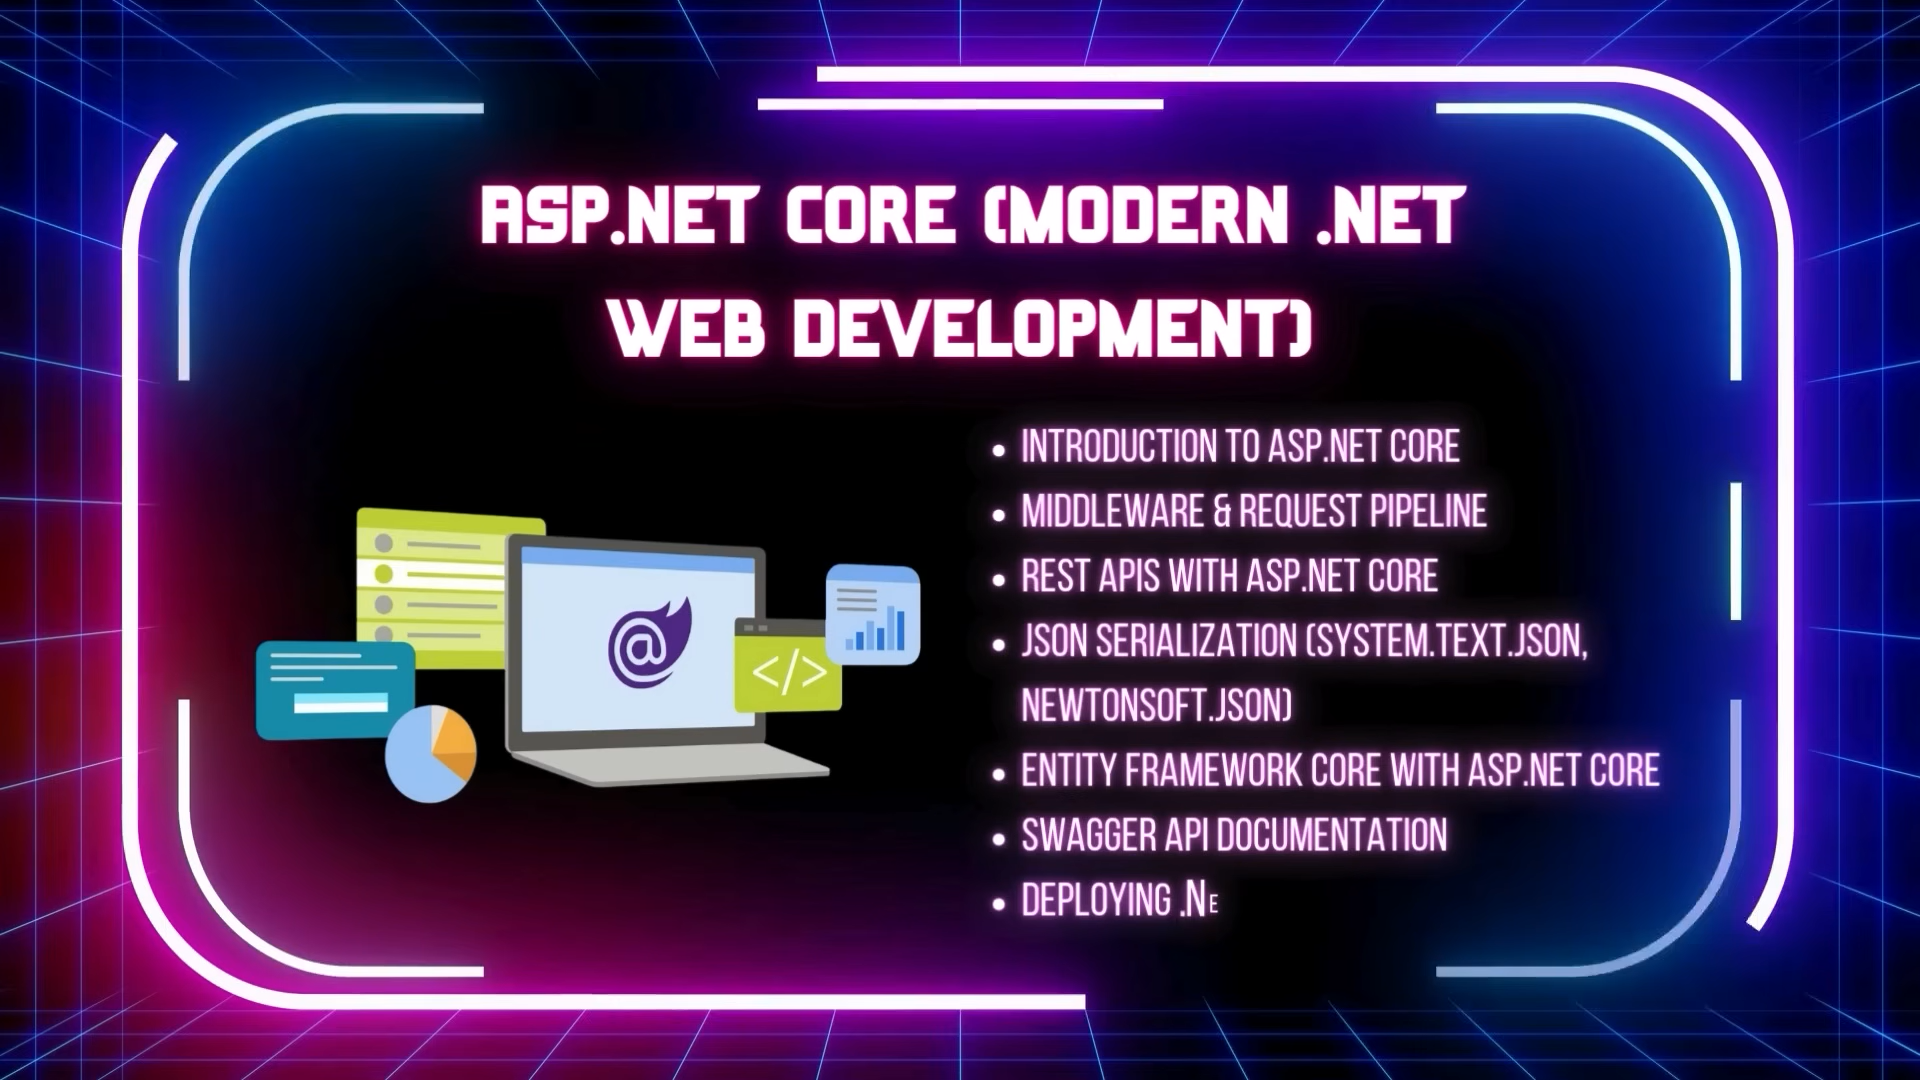 ASP.NET CORE (MODERN .NET
WEB DEVELOPMENT)
• INTRODUCTION TO ASP.NET CORE
• MIDDLEWARE & REQUEST PIPELINE
• REST APIS WITH ASP.NET CORE
• JSON SERIALIZATION (SYSTEM.TEXT.JSON,
NEWTONSOFT.JSON)
• ENTITY FRAMEWORK CORE WITH ASP.NET CORE
• SWAGGER API DOCUMENTATION
• DEPLOYING .NE
@
</>